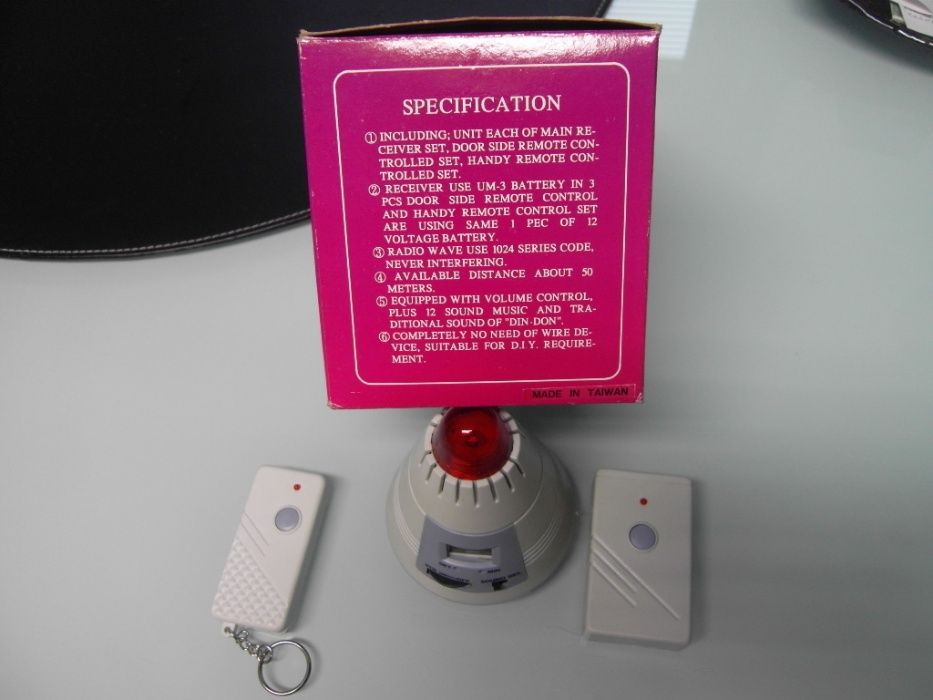 SPECIFICATION
① INCLUDING; UNIT EACH OF MAIN RE-
CEIVER SET, DOOR SIDE REMOTE CON-
TROLLED SET, HANDY REMOTE CON-
TROLLED SET.
② RECEIVER USE UM-3 BATTERY IN 3
PCS DOOR SIDE REMOTE CONTROL
AND HANDY REMOTE CONTROL SET
ARE USING SAME 1 PEC OF 12
VOLTAGE BATTERY.
③ RADIO WAVE USE 1024 SERIES CODE,
NEVER INTERFERING.
④ AVAILABLE DISTANCE ABOUT 50
METERS.
⑤ EQUIPPED WITH VOLUME CONTROL,
PLUS 12 SOUND MUSIC AND TRA-
DITIONAL SOUND OF "DIN-DON".
⑥ COMPLETELY NO NEED OF WIRE DE-
VICE, SUITABLE FOR D.I.Y. REQUIRE-
MENT.
MADE IN TAIWAN